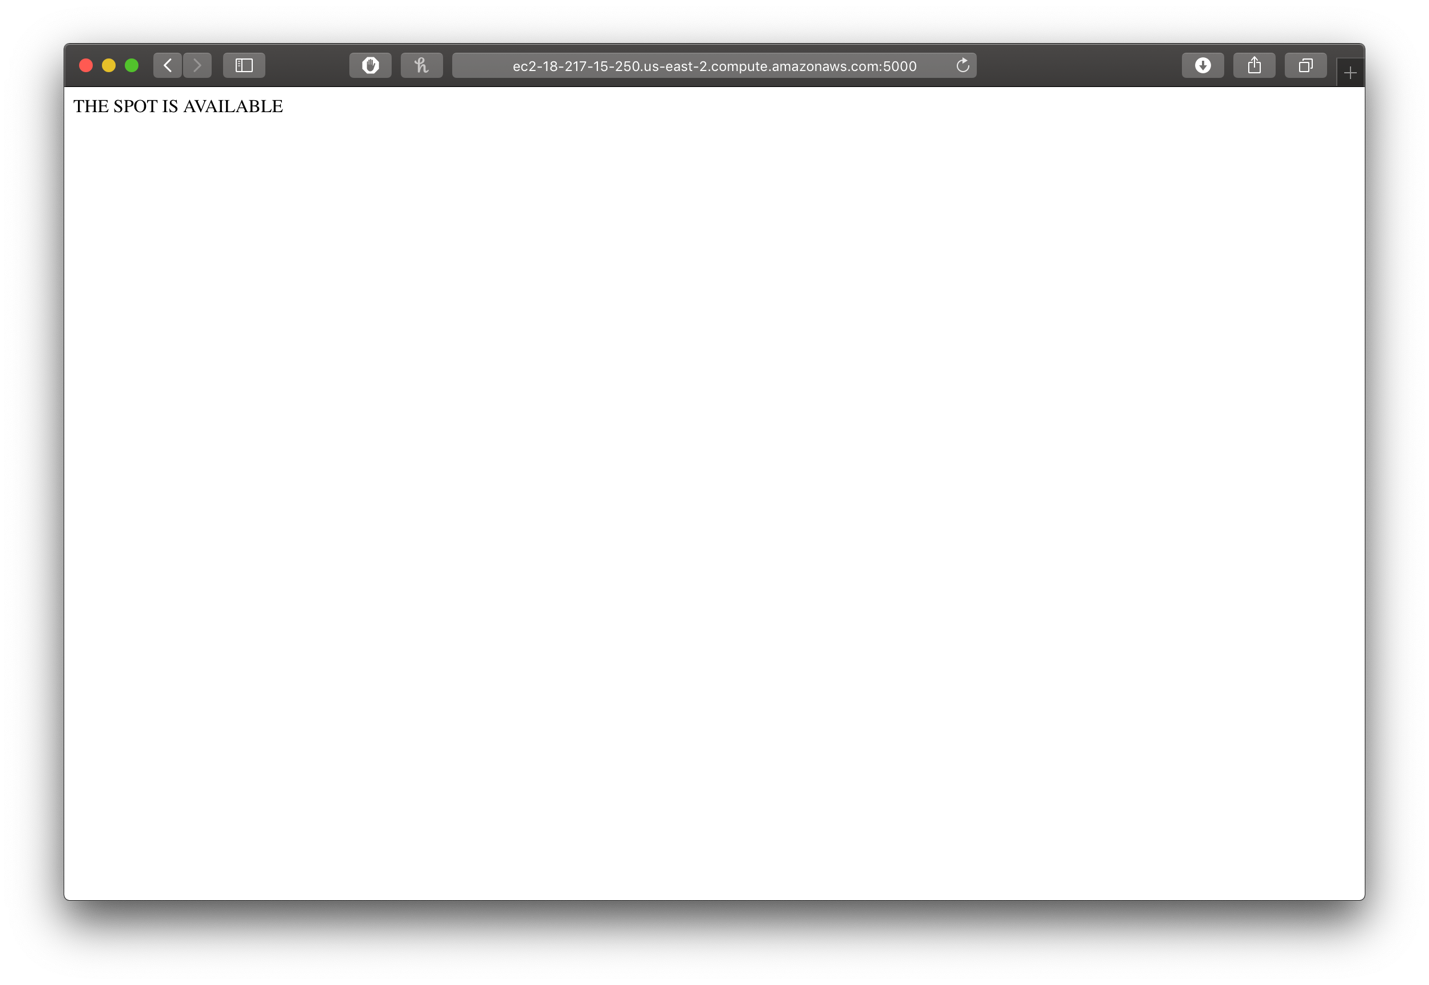 ec2-18-217-15-250.us-east-2.compute.amazonaws.com:5000
THE SPOT IS AVAILABLE